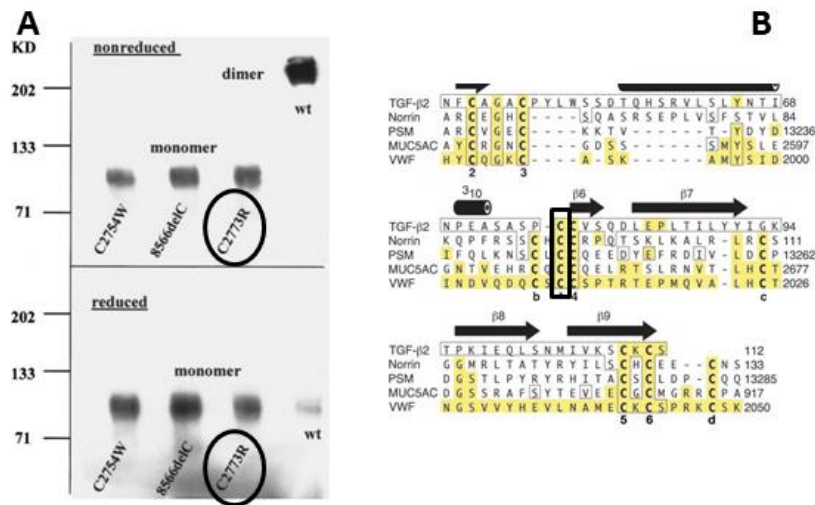 A
KD
nonreduced
dimer
202
wt
133
monomer
71
C2754W
8566delC
C2773R
reduced
202
133
monomer
71
wt
C2754W
8566delC
C2773R
B
TGF-β2 N F C A G A C P Y L W S S D T Q H S R V L S L Y N T I 68
Norrin A R C E G H C - - - - S Q A S R S E P L V S F S T V L 84
PSM 13236
MUC5AC 2597
VWF 2000
2 3
3₁₀ β6 β7
TGF-β2 94
Norrin 111
PSM 13262
MUC5AC 2677
VWF 2026
b 4 c
β8 β9
TGF-β2 T P K I E Q L S N M I V K S C K C S 112
Norrin G G M R L T A T Y R Y I L S C H C E E - - C N S 133
PSM D G S T L P Y R Y R H I T A C S C L D P - C Q Q 13285
MUC5AC D G S S R A F S Y T E V E E C G C M G R R C P A 917
VWF N G S V V Y H E V L N A M E C K C S P R K C S K 2050
5 6 d